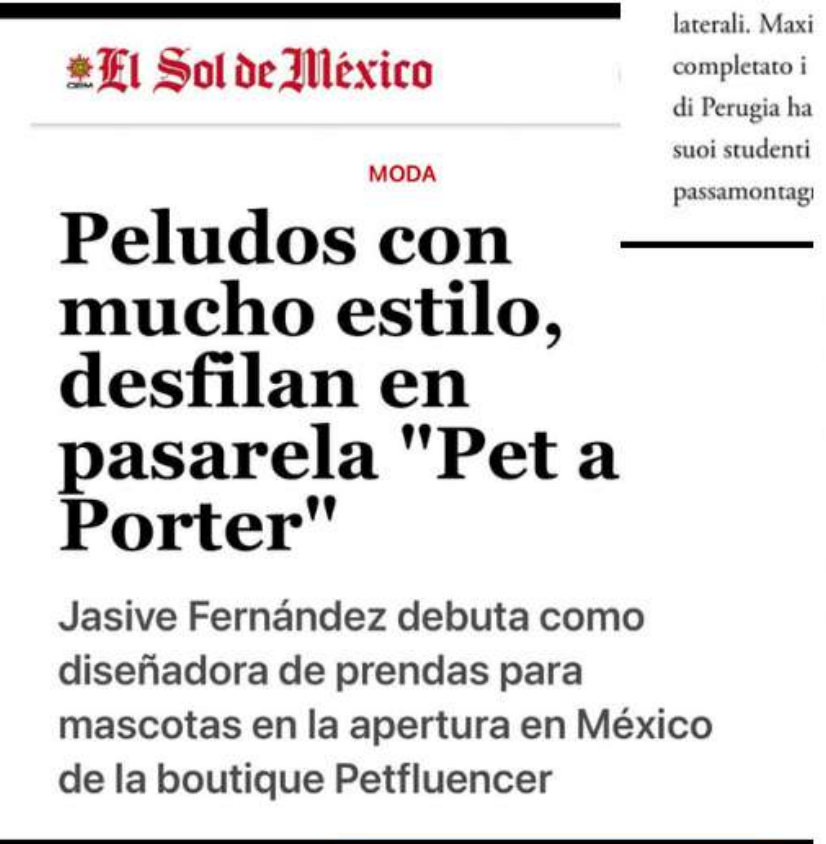 El Sol de México
MODA
Peludos con
mucho estilo,
desfilan en
pasarela "Pet a
Porter"
Jasive Fernández debuta como
diseñadora de prendas para
mascotas en la apertura en México
de la boutique Petfluencer
laterali. Maxi
completato i
di Perugia ha
suoi studenti